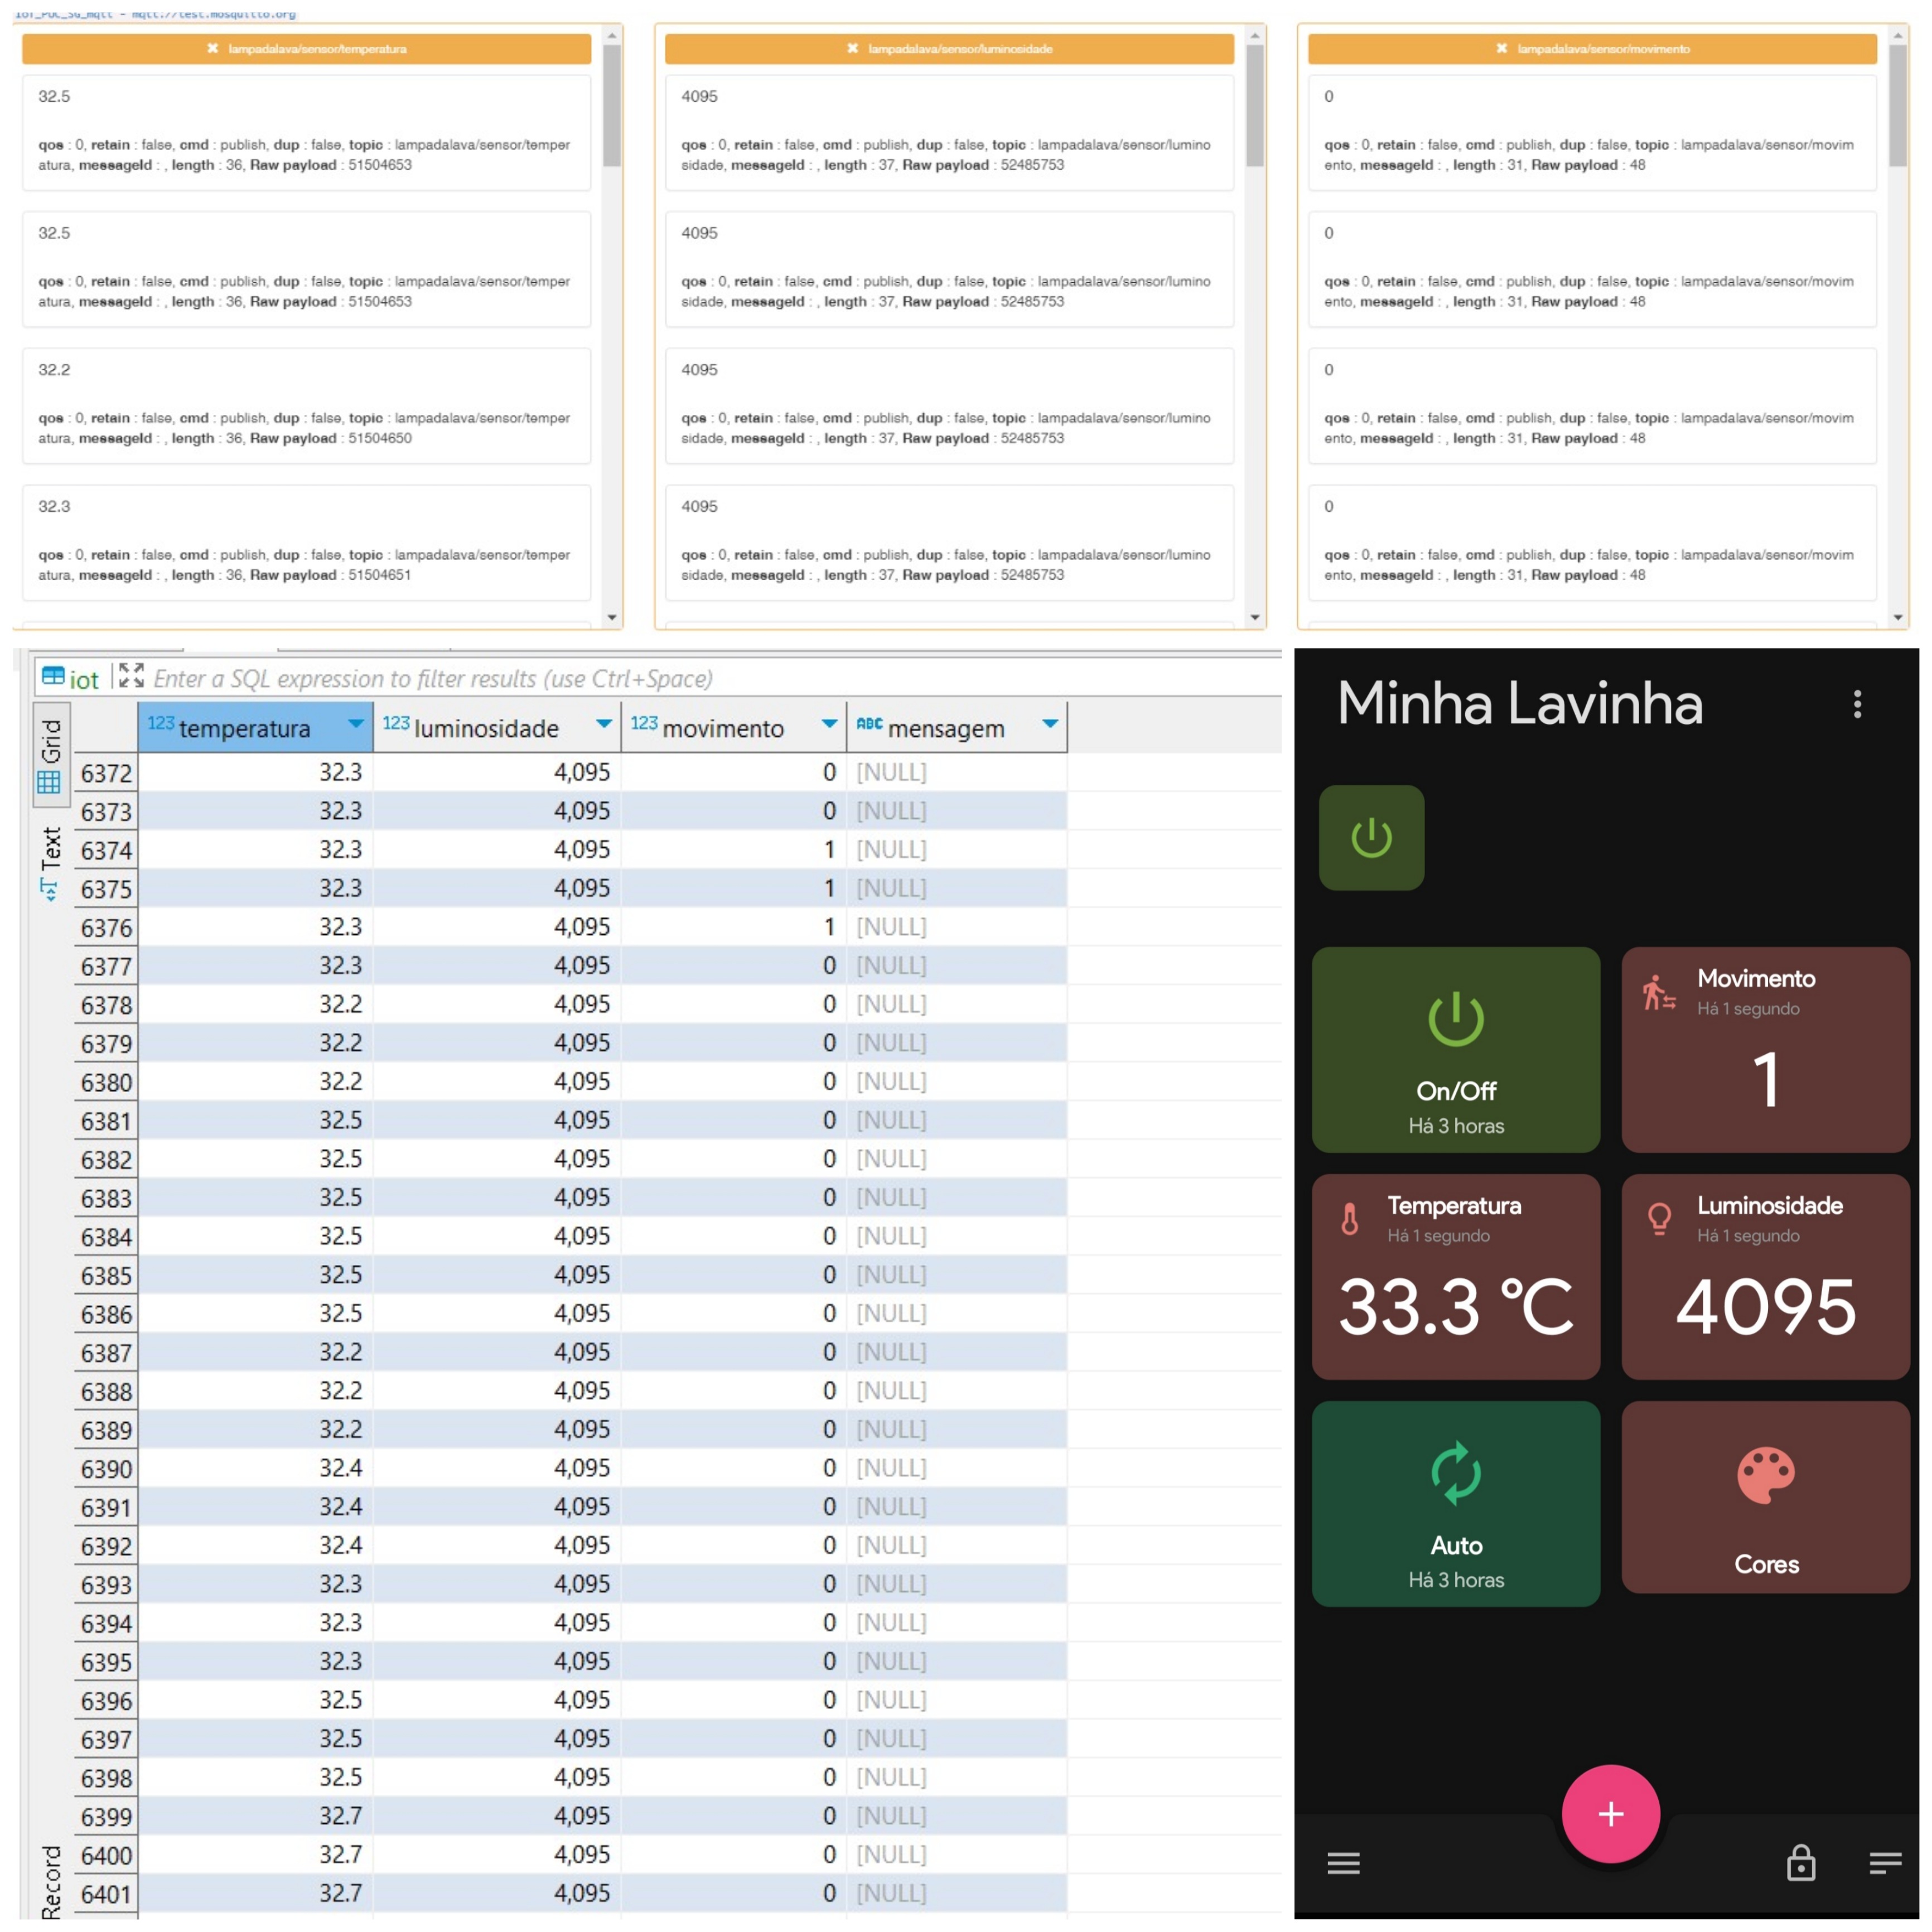 IoT_POC_SG_mqtt - mqtt://test.mosquitto.org
✖ lampadalava/sensor/temperatura
32.5
qos : 0, retain : false, cmd : publish, dup : false, topic : lampadalava/sensor/temper
atura, messageId : , length : 36, Raw payload : 51504653
32.5
qos : 0, retain : false, cmd : publish, dup : false, topic : lampadalava/sensor/temper
atura, messageId : , length : 36, Raw payload : 51504653
32.2
qos : 0, retain : false, cmd : publish, dup : false, topic : lampadalava/sensor/temper
atura, messageId : , length : 36, Raw payload : 51504650
32.3
qos : 0, retain : false, cmd : publish, dup : false, topic : lampadalava/sensor/temper
atura, messageId : , length : 36, Raw payload : 51504651
✖ lampadalava/sensor/luminosidade
4095
qos : 0, retain : false, cmd : publish, dup : false, topic : lampadalava/sensor/lumino
sidade, messageId : , length : 37, Raw payload : 52485753
4095
qos : 0, retain : false, cmd : publish, dup : false, topic : lampadalava/sensor/lumino
sidade, messageId : , length : 37, Raw payload : 52485753
4095
qos : 0, retain : false, cmd : publish, dup : false, topic : lampadalava/sensor/lumino
sidade, messageId : , length : 37, Raw payload : 52485753
4095
qos : 0, retain : false, cmd : publish, dup : false, topic : lampadalava/sensor/lumino
sidade, messageId : , length : 37, Raw payload : 52485753
✖ lampadalava/sensor/movimento
0
qos : 0, retain : false, cmd : publish, dup : false, topic : lampadalava/sensor/movim
ento, messageId : , length : 31, Raw payload : 48
0
qos : 0, retain : false, cmd : publish, dup : false, topic : lampadalava/sensor/movim
ento, messageId : , length : 31, Raw payload : 48
0
qos : 0, retain : false, cmd : publish, dup : false, topic : lampadalava/sensor/movim
ento, messageId : , length : 31, Raw payload : 48
0
qos : 0, retain : false, cmd : publish, dup : false, topic : lampadalava/sensor/movim
ento, messageId : , length : 31, Raw payload : 48
iot Enter a SQL expression to filter results (use Ctrl+Space)
Grid
Text
Record
123 temperatura 123 luminosidade 123 movimento ABC mensagem
6372 32.3 4,095 0 [NULL]
6373 32.3 4,095 0 [NULL]
6374 32.3 4,095 1 [NULL]
6375 32.3 4,095 1 [NULL]
6376 32.3 4,095 1 [NULL]
6377 32.3 4,095 0 [NULL]
6378 32.2 4,095 0 [NULL]
6379 32.2 4,095 0 [NULL]
6380 32.2 4,095 0 [NULL]
6381 32.5 4,095 0 [NULL]
6382 32.5 4,095 0 [NULL]
6383 32.5 4,095 0 [NULL]
6384 32.5 4,095 0 [NULL]
6385 32.5 4,095 0 [NULL]
6386 32.5 4,095 0 [NULL]
6387 32.2 4,095 0 [NULL]
6388 32.2 4,095 0 [NULL]
6389 32.2 4,095 0 [NULL]
6390 32.4 4,095 0 [NULL]
6391 32.4 4,095 0 [NULL]
6392 32.4 4,095 0 [NULL]
6393 32.3 4,095 0 [NULL]
6394 32.3 4,095 0 [NULL]
6395 32.3 4,095 0 [NULL]
6396 32.5 4,095 0 [NULL]
6397 32.5 4,095 0 [NULL]
6398 32.5 4,095 0 [NULL]
6399 32.7 4,095 0 [NULL]
6400 32.7 4,095 0 [NULL]
6401 32.7 4,095 0 [NULL]
Minha Lavinha
On/Off
Há 3 horas
Movimento
Há 1 segundo
1
Temperatura
Há 1 segundo
33.3 °C
Luminosidade
Há 1 segundo
4095
Auto
Há 3 horas
Cores
+